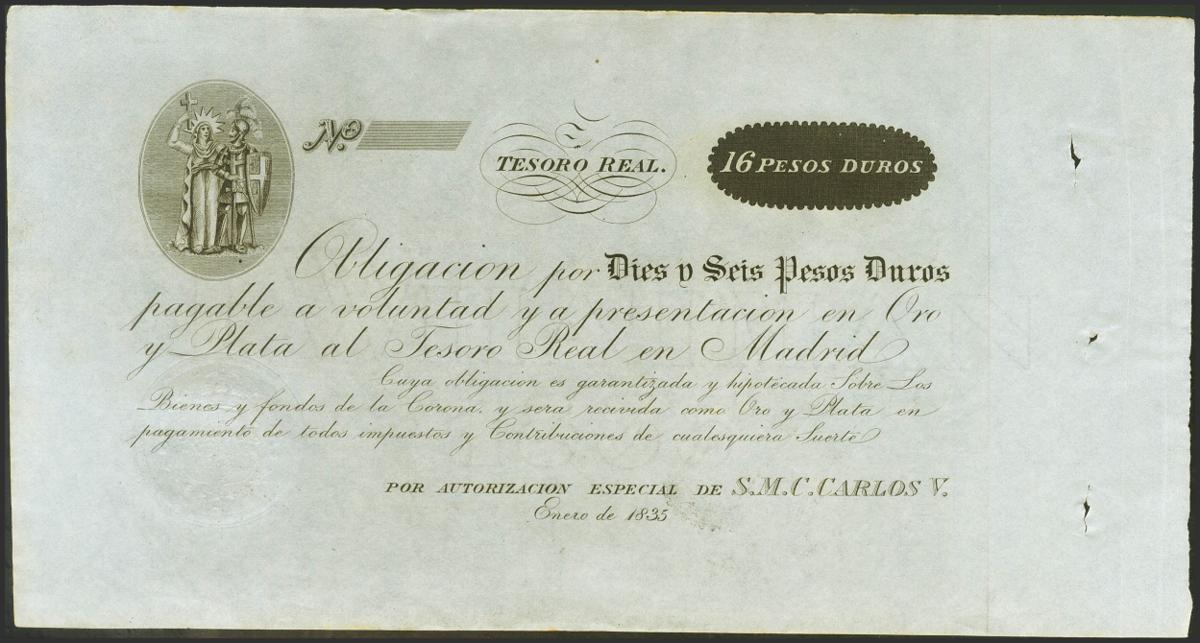 No.
TESORO REAL.
16 PESOS DUROS
Obligacion por Dies y Seis Pesos Duros
pagable a voluntad y a presentacion en Oro
y Plata al Tesoro Real en Madrid
Cuya obligacion es garantizada y hipotécada Sobre Los
Bienes y fondos de la Corona. y sera recivida como Oro y Plata en
pagamiento de todos impuestos y Contribuciones de cualesquiera Suerte
POR AUTORIZACION ESPECIAL DE S.M.C. CARLOS V.
Enero de 1835